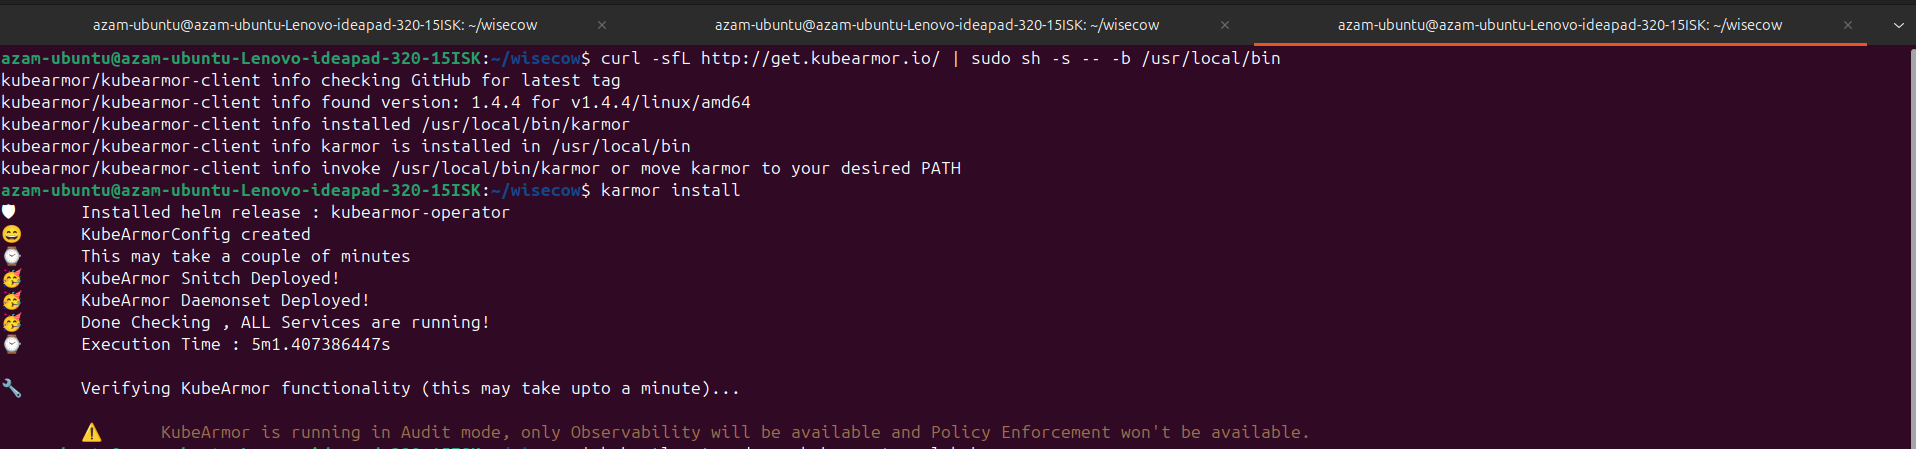 azam-ubuntu@azam-ubuntu-Lenovo-ideapad-320-15ISK: ~/wisecow × azam-ubuntu@azam-ubuntu-Lenovo-ideapad-320-15ISK: ~/wisecow × azam-ubuntu@azam-ubuntu-Lenovo-ideapad-320-15ISK: ~/wisecow ×
azam-ubuntu@azam-ubuntu-Lenovo-ideapad-320-15ISK:~/wisecow$ curl -sfL http://get.kubearmor.io/ | sudo sh -s -- -b /usr/local/bin
kubearmor/kubearmor-client info checking GitHub for latest tag
kubearmor/kubearmor-client info found version: 1.4.4 for v1.4.4/linux/amd64
kubearmor/kubearmor-client info installed /usr/local/bin/karmor
kubearmor/kubearmor-client info karmor is installed in /usr/local/bin
kubearmor/kubearmor-client info invoke /usr/local/bin/karmor or move karmor to your desired PATH
azam-ubuntu@azam-ubuntu-Lenovo-ideapad-320-15ISK:~/wisecow$ karmor install
🛡 Installed helm release : kubearmor-operator
😄 KubeArmorConfig created
⌚ This may take a couple of minutes
🥳 KubeArmor Snitch Deployed!
🥳 KubeArmor Daemonset Deployed!
🥳 Done Checking , ALL Services are running!
⌚ Execution Time : 5m1.407386447s
🔧 Verifying KubeArmor functionality (this may take upto a minute)...
⚠️ KubeArmor is running in Audit mode, only Observability will be available and Policy Enforcement won't be available.